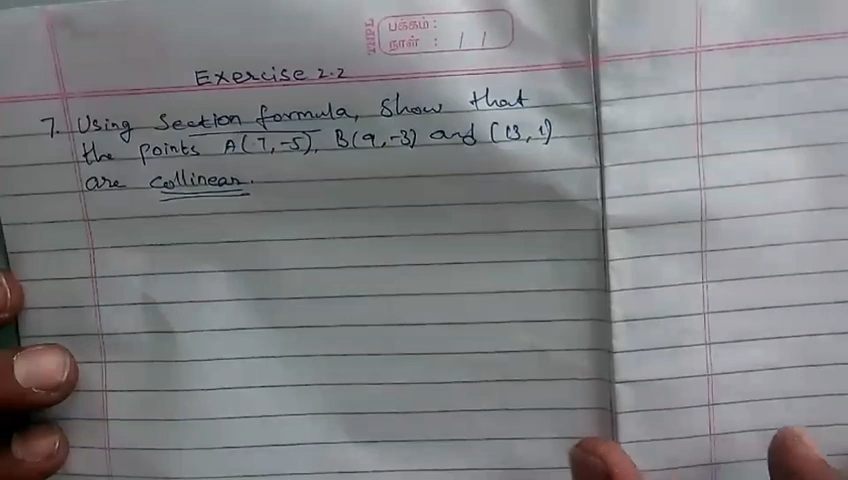 TNPL
பக்கம்:
நாள் : / /
Exercise 2.2
7. Using Section formula, Show that
the points A(7,-5), B(9,-3) and (13,1)
are collinear.